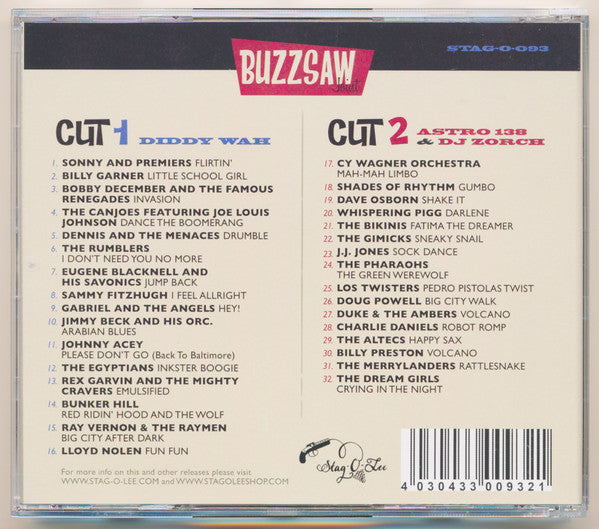 BUZZSAW
Joint
STAG-O-093
CUT 1 DIDDY WAH
1. SONNY AND PREMIERS FLIRTIN'
2. BILLY GARNER LITTLE SCHOOL GIRL
3. BOBBY DECEMBER AND THE FAMOUS
RENEGADES INVASION
4. THE CANJOES FEATURING JOE LOUIS
JOHNSON DANCE THE BOOMERANG
5. DENNIS AND THE MENACES DRUMBLE
6. THE RUMBLERS
I DON'T NEED YOU NO MORE
7. EUGENE BLACKNELL AND
HIS SAVONICS JUMP BACK
8. SAMMY FITZHUGH I FEEL ALLRIGHT
9. GABRIEL AND THE ANGELS HEY!
10. JIMMY BECK AND HIS ORC.
ARABIAN BLUES
11. JOHNNY ACEY
PLEASE DON'T GO (Back To Baltimore)
12. THE EGYPTIANS INKSTER BOOGIE
13. REX GARVIN AND THE MIGHTY
CRAVERS EMULSIFIED
14. BUNKER HILL
RED RIDIN' HOOD AND THE WOLF
15. RAY VERNON & THE RAYMEN
BIG CITY AFTER DARK
16. LLOYD NOLEN FUN FUN
CUT 2 ASTRO 138
& DJ ZORCH
17. CY WAGNER ORCHESTRA
MAH-MAH LIMBO
18. SHADES OF RHYTHM GUMBO
19. DAVE OSBORN SHAKE IT
20. WHISPERING PIGG DARLENE
21. THE BIKINIS FATIMA THE DREAMER
22. THE GIMICKS SNEAKY SNAIL
23. J.J. JONES SOCK DANCE
24. THE PHARAOHS
THE GREEN WEREWOLF
25. LOS TWISTERS PEDRO PISTOLAS TWIST
26. DOUG POWELL BIG CITY WALK
27. DUKE & THE AMBERS VOLCANO
28. CHARLIE DANIELS ROBOT ROMP
29. THE ALTECS HAPPY SAX
30. BILLY PRESTON VOLCANO
31. THE MERRYLANDERS RATTLESNAKE
32. THE DREAM GIRLS
CRYING IN THE NIGHT
For more info on this and other releases please visit
WWW.STAG-O-LEE.COM and WWW.STAGOLEESHOP.COM
Stag-O-Lee
4 030433 009321